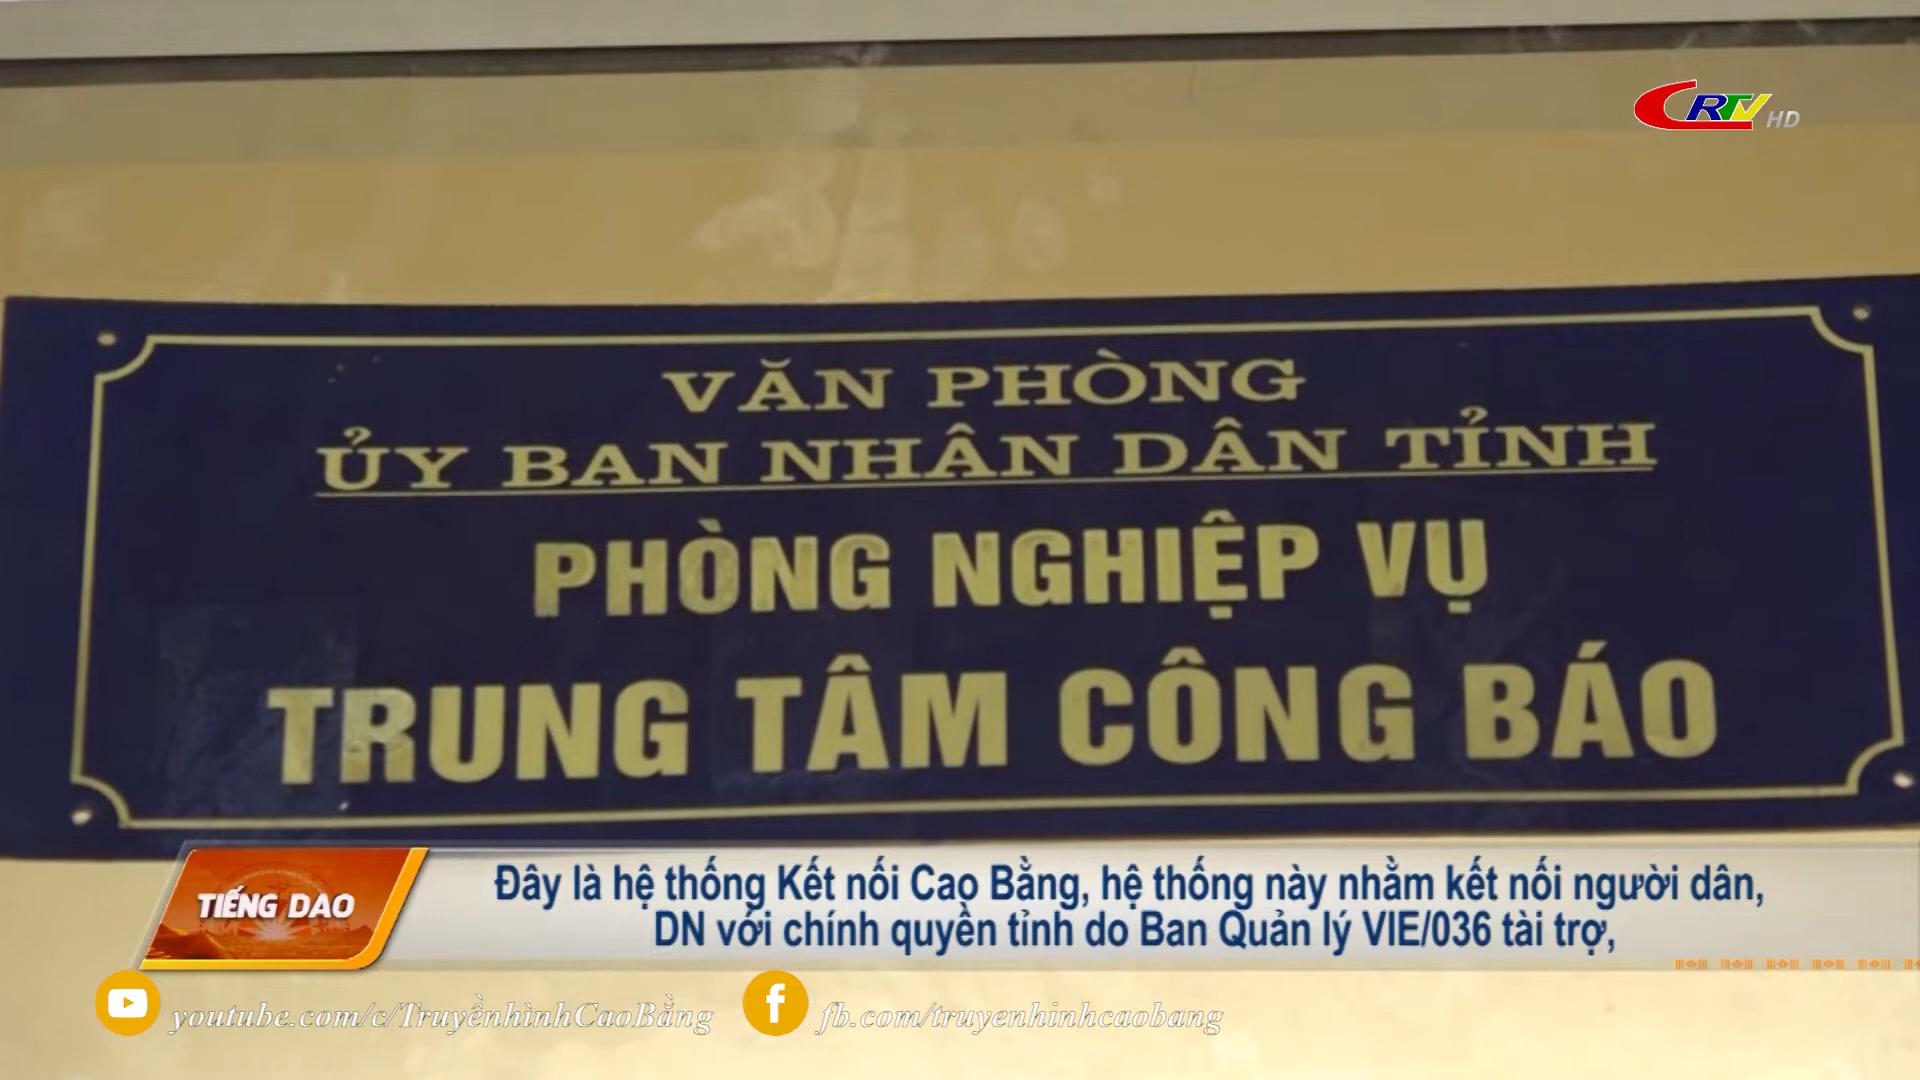 CRTV HD
VĂN PHÒNG
ỦY BAN NHÂN DÂN TỈNH
PHÒNG NGHIỆP VỤ
TRUNG TÂM CÔNG BÁO
TIẾNG DAO
Đây là hệ thống Kết nối Cao Bằng, hệ thống này nhằm kết nối người dân,
DN với chính quyền tỉnh do Ban Quản lý VIE/036 tài trợ,
youtube.com/c/TruyềnhìnhCaoBằng
fb.com/truyenhinhcaobang